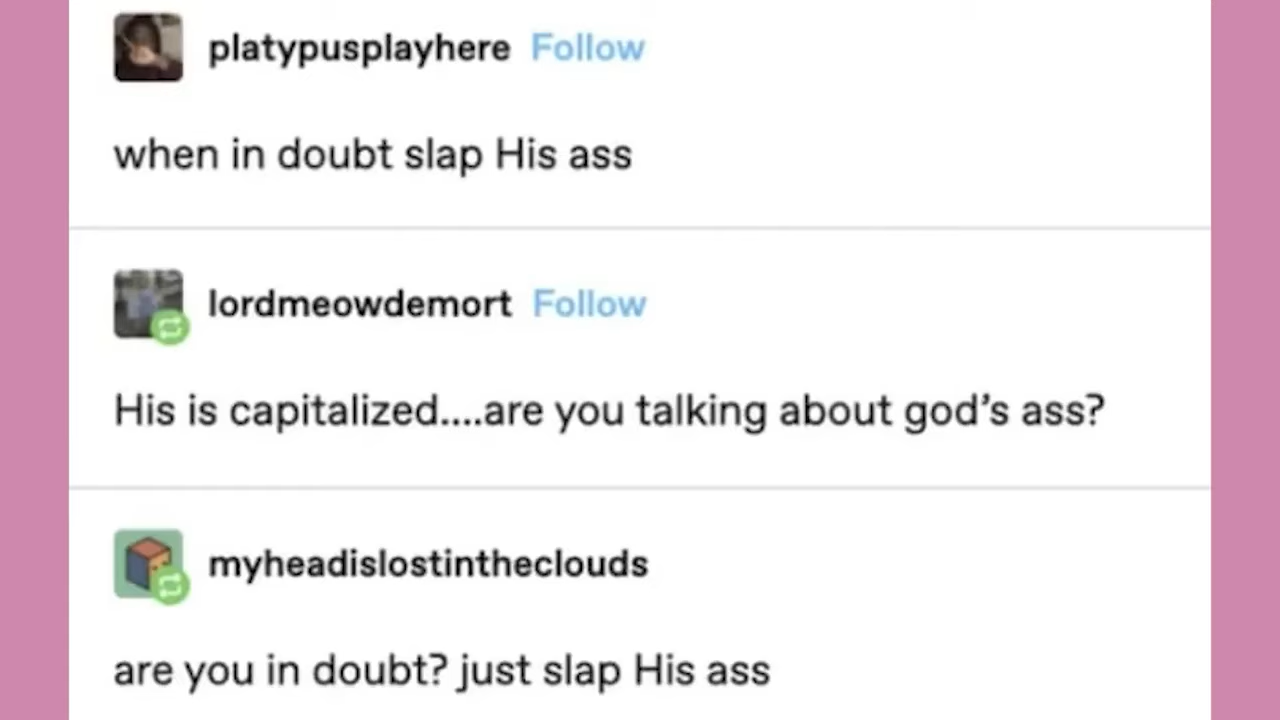 platypusplayhere Follow
when in doubt slap His ass
lordmeowdemort Follow
His is capitalized....are you talking about god's ass?
myheadislostintheclouds
are you in doubt? just slap His ass